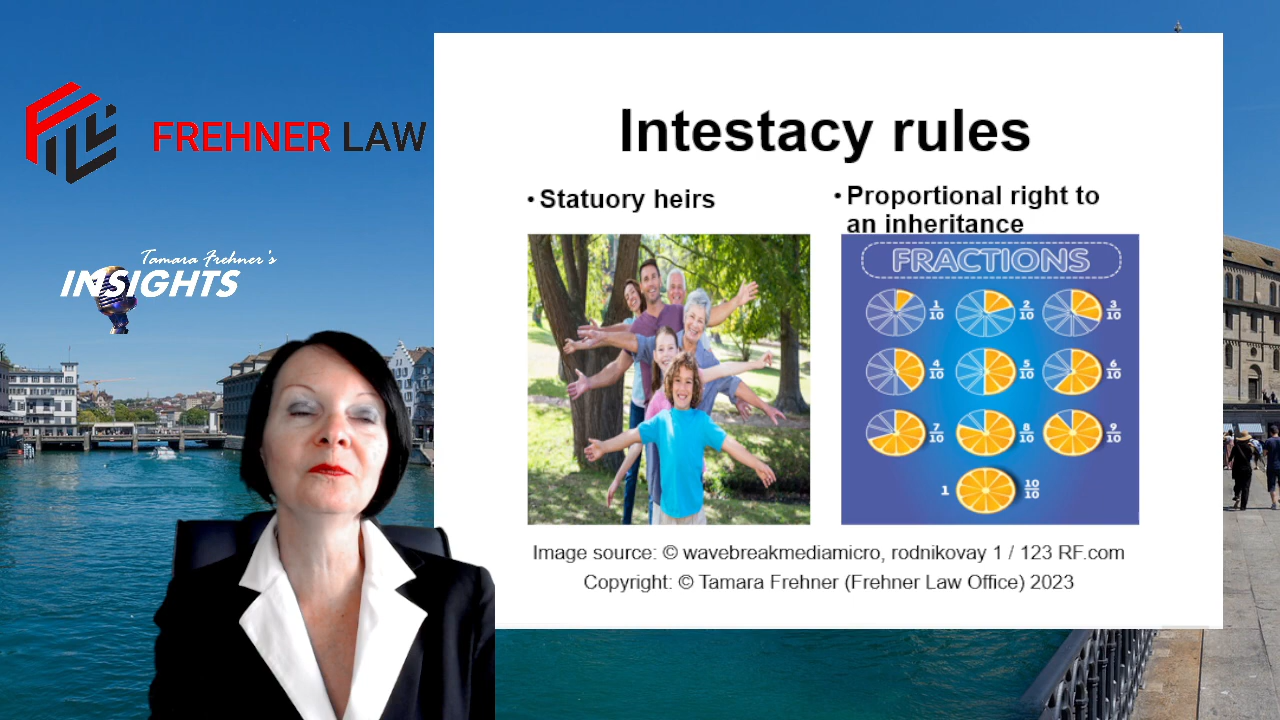 FREHNER LAW
Tamara Frehner's
INSIGHTS
Intestacy rules
• Statuory heirs
• Proportional right to
an inheritance
FRACTIONS
1/10 2/10 3/10
4/10 5/10 6/10
7/10 8/10 9/10
1 10/10
Image source: © wavebreakmediamicro, rodnikovay 1 / 123 RF.com
Copyright: © Tamara Frehner (Frehner Law Office) 2023